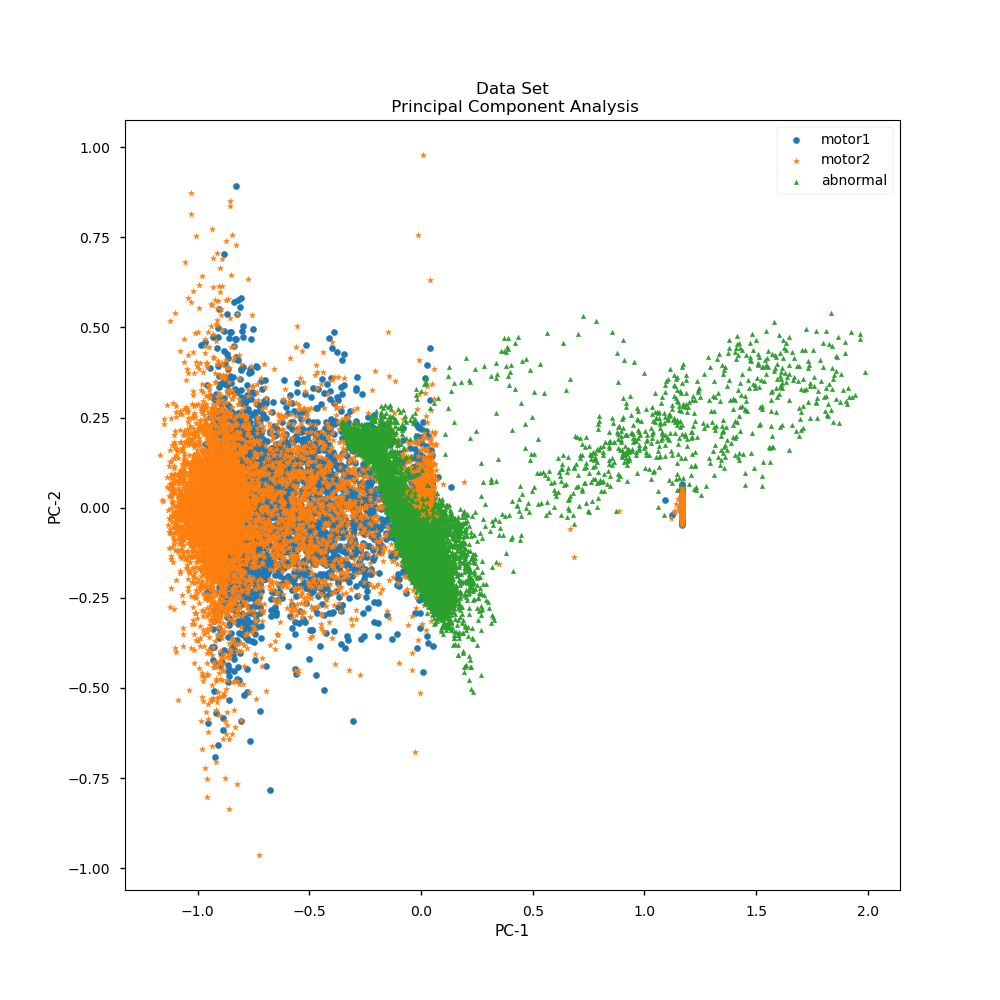 Data Set
Principal Component Analysis
motor1
motor2
abnormal
1.00
0.75
0.50
0.25
0.00
−0.25
−0.50
−0.75
−1.00
PC-2
−1.0 −0.5 0.0 0.5 1.0 1.5 2.0
PC-1